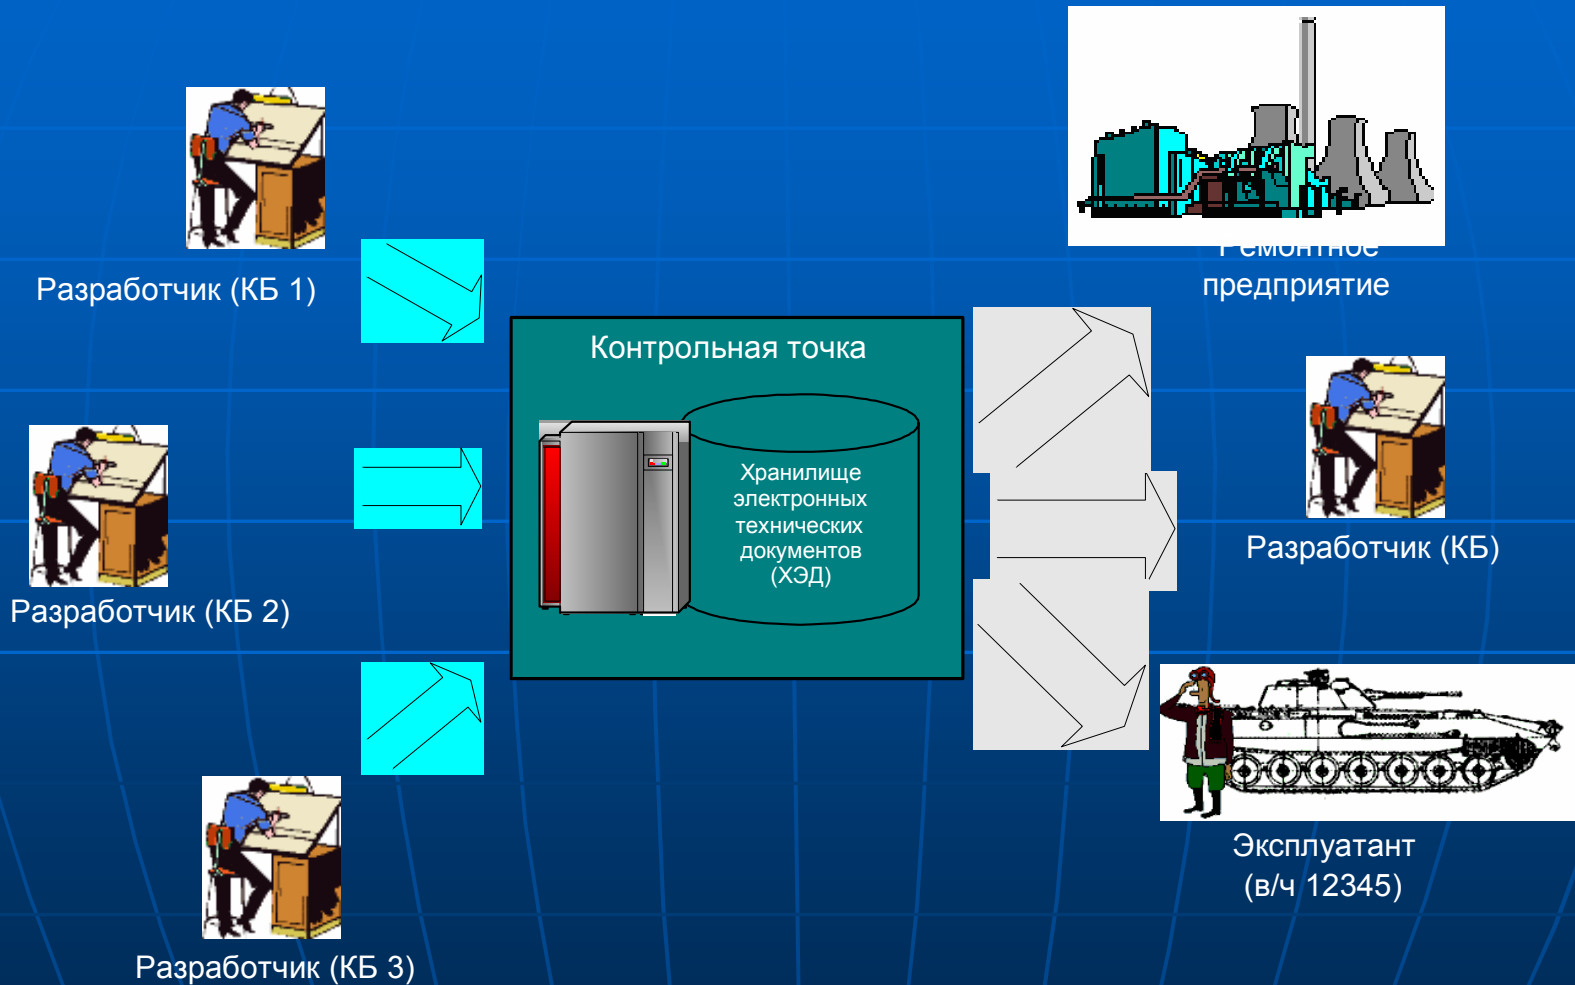 Разработчик (КБ 1)
Разработчик (КБ 2)
Разработчик (КБ 3)
Контрольная точка
Хранилище
электронных
технических
документов
(ХЭД)
Ремонтное
предприятие
Разработчик (КБ)
Эксплуатант
(в/ч 12345)